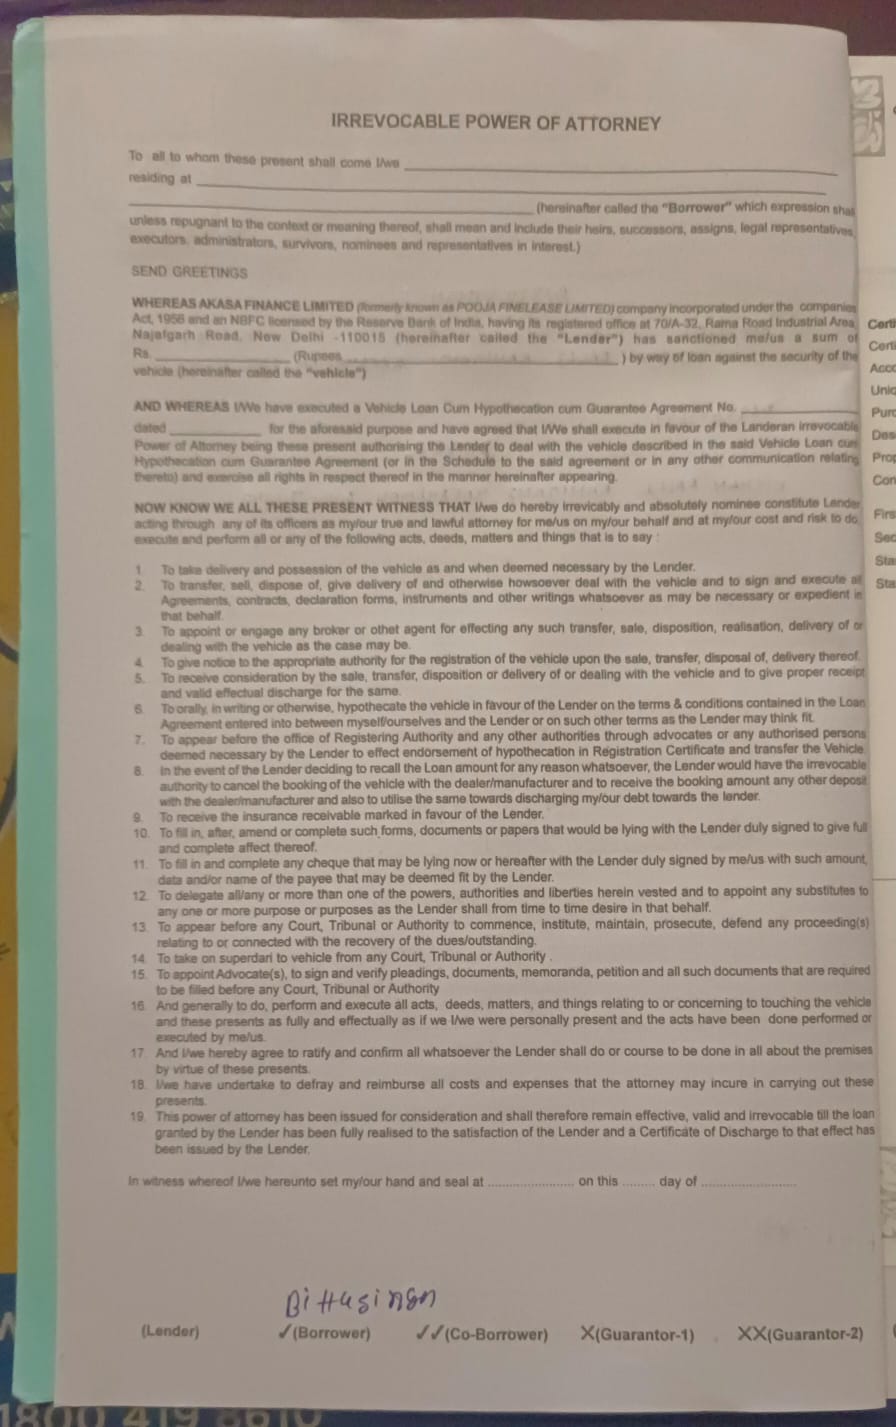 IRREVOCABLE POWER OF ATTORNEY
To all to whom these present shall come I/we ____________
residing at ____________
____________ (hereinafter called the "Borrower" which expression shal
unless repugnant to the context or meaning thereof, shall mean and include their heirs, successors, assigns, legal representatives,
executors, administrators, survivors, nominees and representatives in interest.)
SEND GREETINGS
WHEREAS AKASA FINANCE LIMITED (formerly known as POOJA FINELEASE LIMITED) company incorporated under the companies
Act, 1956 and an NBFC licensed by the Reserve Bank of India, having its registered office at 70/A-32, Rama Road Industrial Area,
Najafgarh Road, New Delhi -110015 (hereinafter called the "Lender") has sanctioned me/us a sum of
Rs. ____________ (Rupees ____________ ) by way of loan against the security of the
vehicle (hereinafter called the "vehicle")
AND WHEREAS I/We have executed a Vehicle Loan Cum Hypothecation cum Guarantee Agreement No. ____________
dated ____________ for the aforesaid purpose and have agreed that I/We shall execute in favour of the Landeran irrevocable
Power of Attorney being these present authorising the Lender to deal with the vehicle described in the said Vehicle Loan cum
Hypothecation cum Guarantee Agreement (or in the Schedule to the said agreement or in any other communication relating
thereto) and exercise all rights in respect thereof in the manner hereinafter appearing.
NOW KNOW WE ALL THESE PRESENT WITNESS THAT I/we do hereby irrevicably and absolutely nominee constitute Lender
acting through any of its officers as my/our true and lawful attorney for me/us on my/our behalf and at my/our cost and risk to do,
execute and perform all or any of the following acts, deeds, matters and things that is to say :
1. To take delivery and possession of the vehicle as and when deemed necessary by the Lender.
2. To transfer, sell, dispose of, give delivery of and otherwise howsoever deal with the vehicle and to sign and execute all
Agreements, contracts, declaration forms, instruments and other writings whatsoever as may be necessary or expedient in
that behalf.
3. To appoint or engage any broker or othet agent for effecting any such transfer, sale, disposition, realisation, delivery of or
dealing with the vehicle as the case may be.
4. To give notice to the appropriate authority for the registration of the vehicle upon the sale, transfer, disposal of, delivery thereof.
5. To receive consideration by the sale, transfer, disposition or delivery of or dealing with the vehicle and to give proper receipt
and valid effectual discharge for the same.
6. To orally, in writing or otherwise, hypothecate the vehicle in favour of the Lender on the terms & conditions contained in the Loan
Agreement entered into between myself/ourselves and the Lender or on such other terms as the Lender may think fit.
7. To appear before the office of Registering Authority and any other authorities through advocates or any authorised persons
deemed necessary by the Lender to effect endorsement of hypothecation in Registration Certificate and transfer the Vehicle.
8. In the event of the Lender deciding to recall the Loan amount for any reason whatsoever, the Lender would have the irrevocable
authority to cancel the booking of the vehicle with the dealer/manufacturer and to receive the booking amount any other deposit
with the dealer/manufacturer and also to utilise the same towards discharging my/our debt towards the lender.
9. To receive the insurance receivable marked in favour of the Lender.
10. To fill in, after, amend or complete such forms, documents or papers that would be lying with the Lender duly signed to give full
and complete affect thereof.
11. To fill in and complete any cheque that may be lying now or hereafter with the Lender duly signed by me/us with such amount,
data and/or name of the payee that may be deemed fit by the Lender.
12. To delegate all/any or more than one of the powers, authorities and liberties herein vested and to appoint any substitutes to
any one or more purpose or purposes as the Lender shall from time to time desire in that behalf.
13. To appear before any Court, Tribunal or Authority to commence, institute, maintain, prosecute, defend any proceeding(s)
relating to or connected with the recovery of the dues/outstanding.
14. To take on superdari to vehicle from any Court, Tribunal or Authority .
15. To appoint Advocate(s), to sign and verify pleadings, documents, memoranda, petition and all such documents that are required
to be filled before any Court, Tribunal or Authority
16. And generally to do, perform and execute all acts, deeds, matters, and things relating to or concerning to touching the vehicle
and these presents as fully and effectually as if we I/we were personally present and the acts have been done performed or
executed by me/us.
17. And I/we hereby agree to ratify and confirm all whatsoever the Lender shall do or course to be done in all about the premises
by virtue of these presents.
18. I/we have undertake to defray and reimburse all costs and expenses that the attorney may incure in carrying out these
presents.
19. This power of attorney has been issued for consideration and shall therefore remain effective, valid and irrevocable till the loan
granted by the Lender has been fully realised to the satisfaction of the Lender and a Certificate of Discharge to that effect has
been issued by the Lender.
In witness whereof I/we hereunto set my/our hand and seal at ........................ on this ......... day of ..........................
Bittusingn
(Lender) ✓(Borrower) ✓✓(Co-Borrower) X(Guarantor-1) XX(Guarantor-2)
Certi
Certi
Acco
Uniq
Purc
Des
Prop
Con
Firs
Sec
Sta
Sta
1800 419 8610